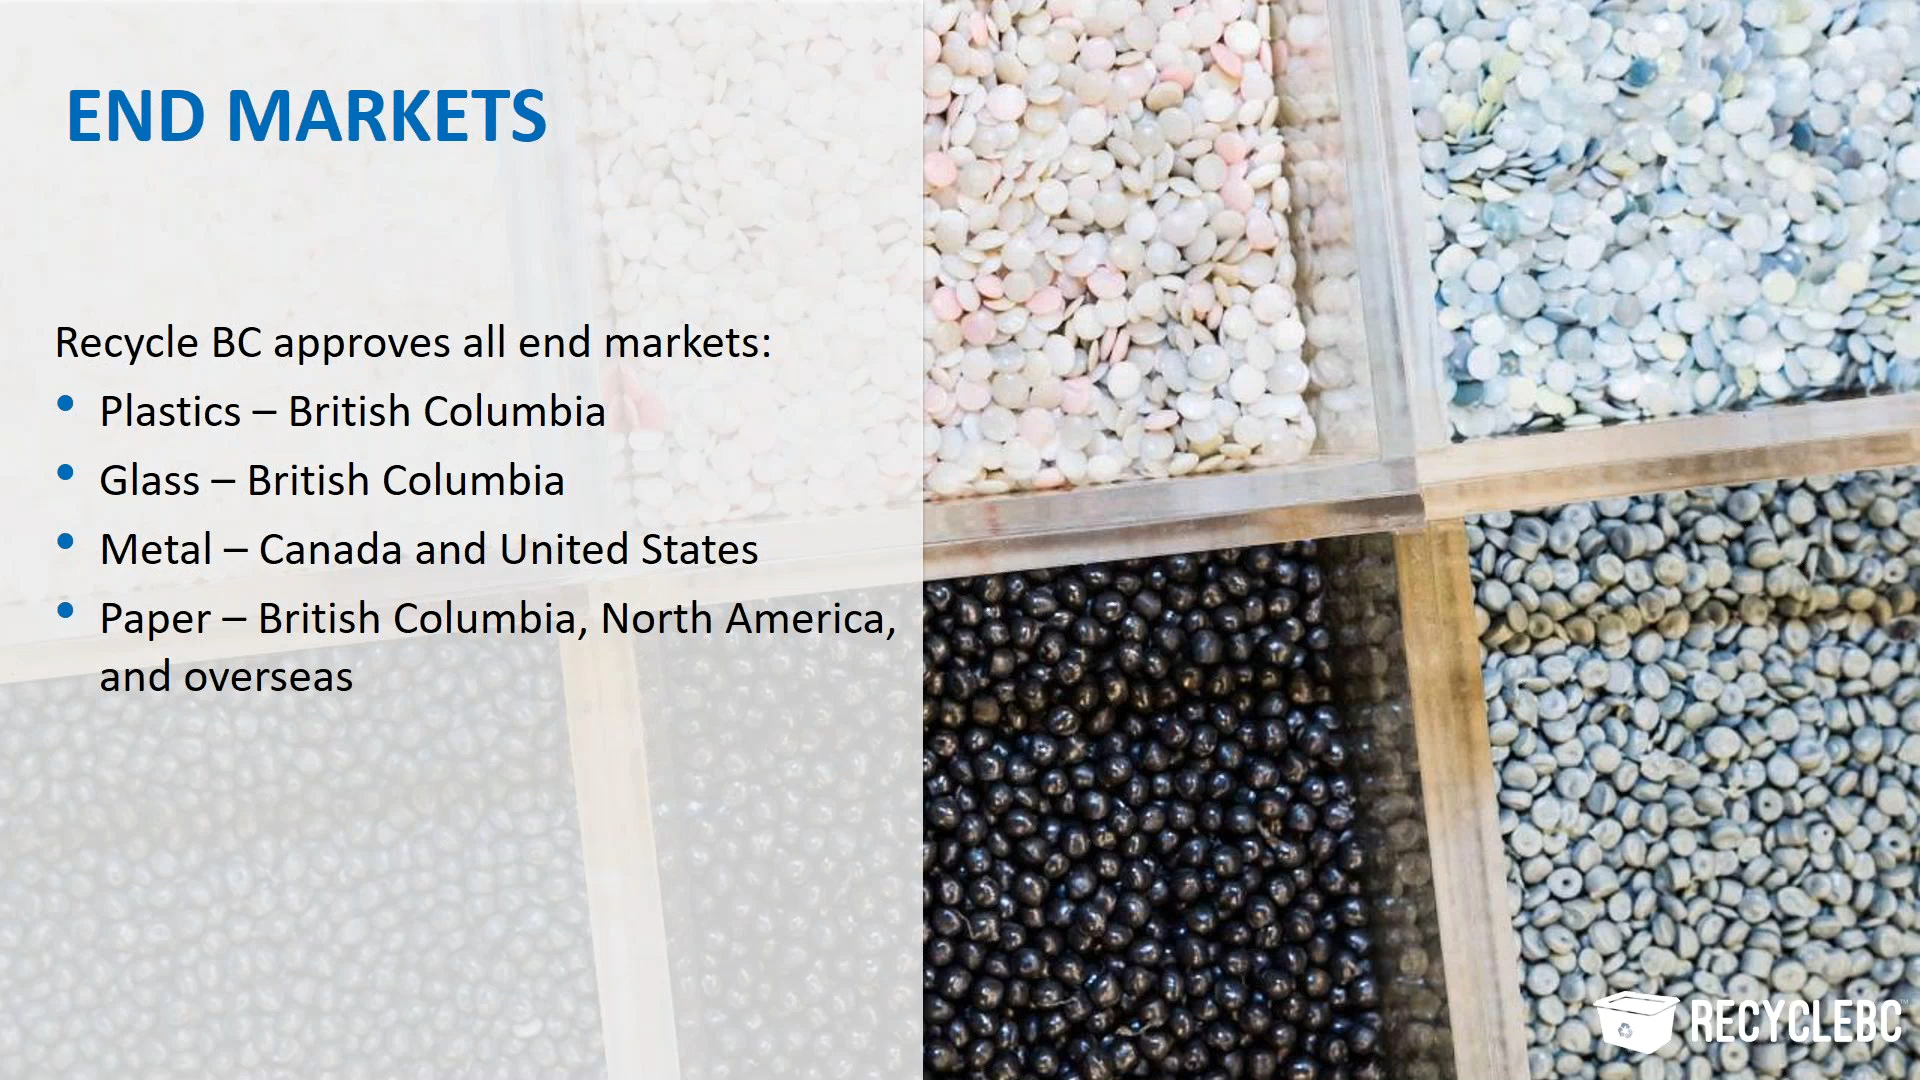 END MARKETS
Recycle BC approves all end markets:
• Plastics – British Columbia
• Glass – British Columbia
• Metal – Canada and United States
• Paper – British Columbia, North America,
and overseas
RECYCLEBC™